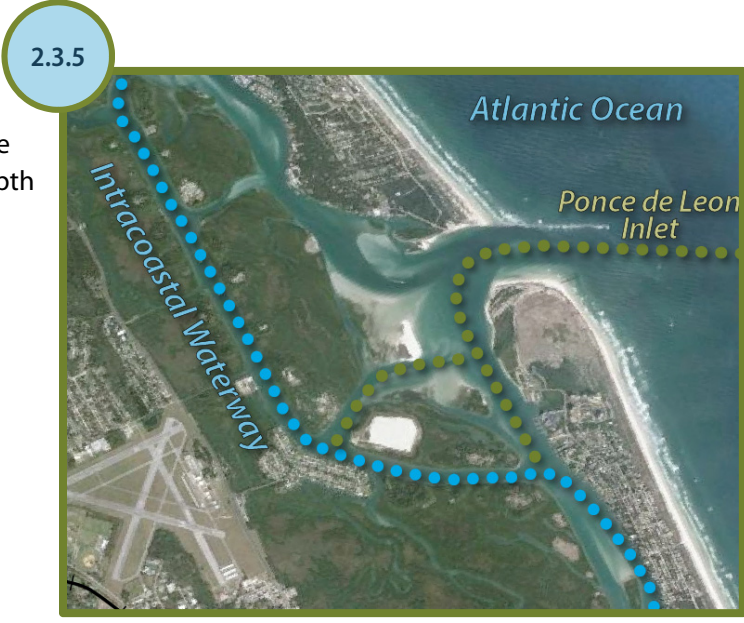 2.3.5
Atlantic Ocean
Ponce de Leon
Inlet
Intracoastal Waterway